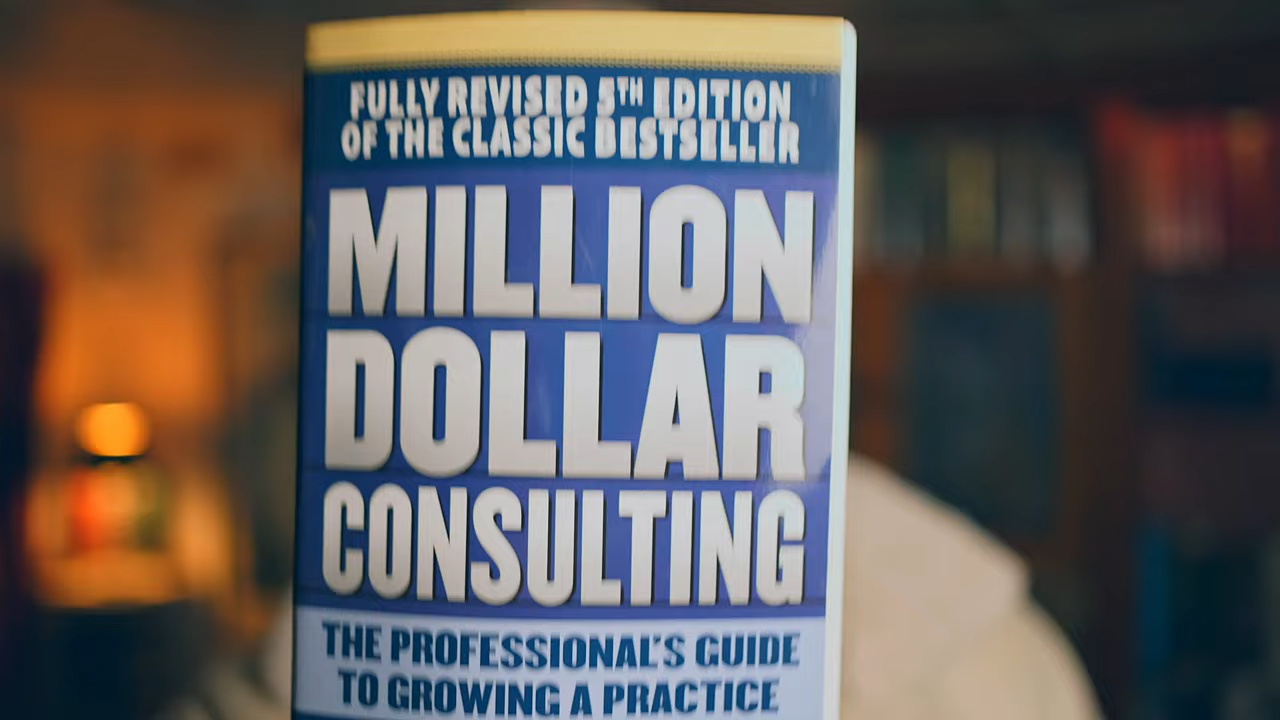 FULLY REVISED 5TH EDITION
OF THE CLASSIC BESTSELLER
MILLION
DOLLAR
CONSULTING
THE PROFESSIONAL'S GUIDE
TO GROWING A PRACTICE